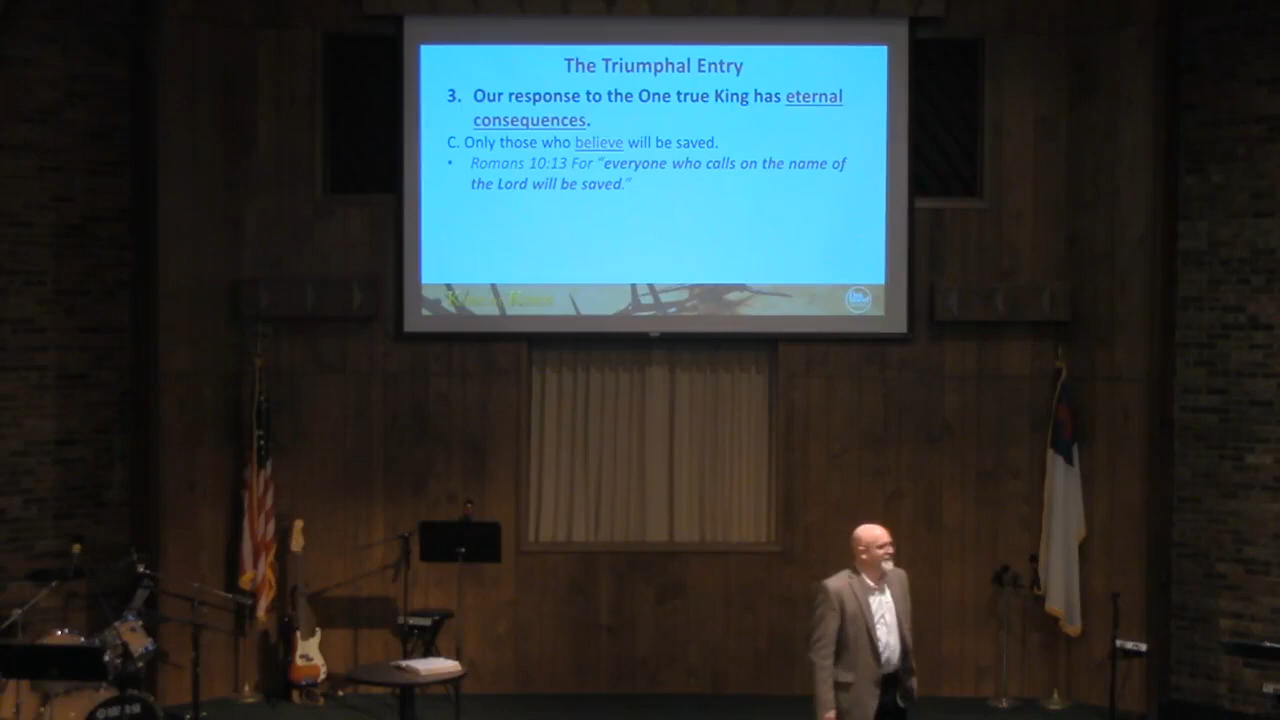 The Triumphal Entry
3. Our response to the One true King has eternal
consequences.
C. Only those who believe will be saved.
• Romans 10:13 For “everyone who calls on the name of
the Lord will be saved.”